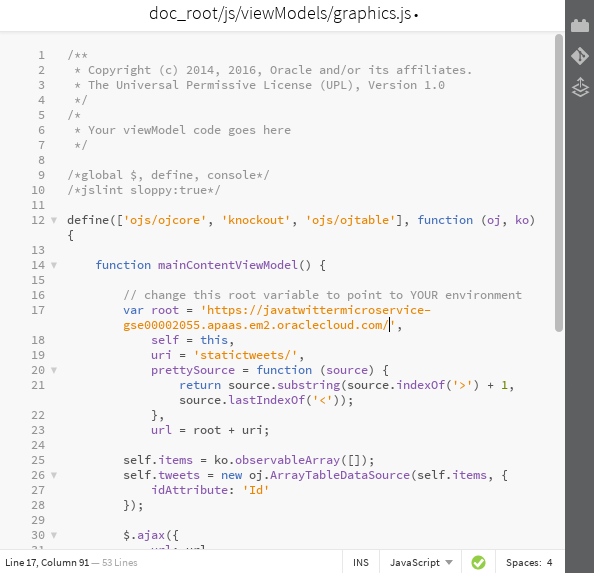 doc_root/js/viewModels/graphics.js •
1 /**
2  * Copyright (c) 2014, 2016, Oracle and/or its affiliates.
3  * The Universal Permissive License (UPL), Version 1.0
4  */
5 /*
6  * Your viewModel code goes here
7  */
8
9 /*global $, define, console*/
10 /*jslint sloppy:true*/
11
12 define(['ojs/ojcore', 'knockout', 'ojs/ojtable'], function (oj, ko)
{
13
14     function mainContentViewModel() {
15
16         // change this root variable to point to YOUR environment
17         var root = 'https://javatwittermicroservice-
gse00002055.apaas.em2.oraclecloud.com/',
18             self = this,
19             uri = 'statictweets/',
20             prettySource = function (source) {
21                 return source.substring(source.indexOf('>') + 1,
source.lastIndexOf('<'));
22             },
23             url = root + uri;
24
25         self.items = ko.observableArray([]);
26         self.tweets = new oj.ArrayTableDataSource(self.items, {
27             idAttribute: 'Id'
28         });
29
30         $.ajax({
31             url: url
Line 17, Column 91 — 53 Lines INS JavaScript Spaces: 4